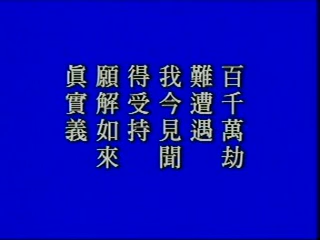 百千萬劫
難遭遇
我今見聞
得受持
願解如來
眞實義